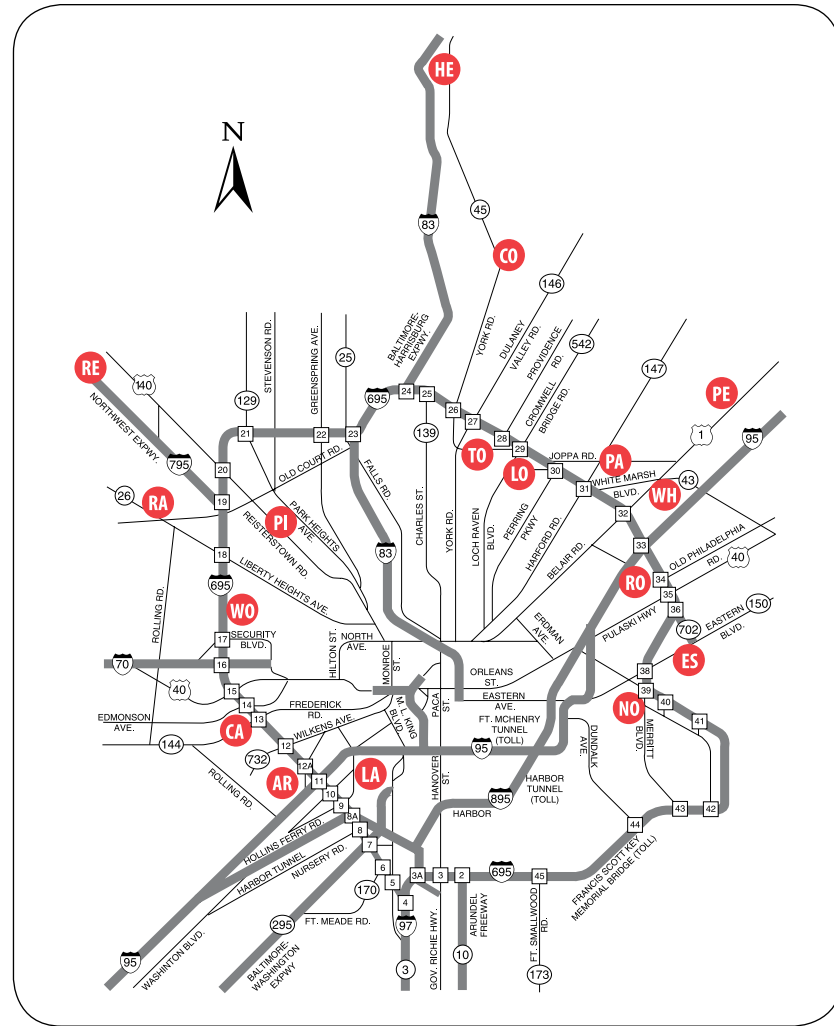 HE
N
45
83
CO
146
BALTIMORE-
HARRISBURG
EXPWY.
YORK RD.
DULANEY
VALLEY RD.
PROVIDENCE
RD.
CROMWELL
BRIDGE RD.
542
STEVENSON RD.
GREENSPRING AVE.
25
147
RE
140
129
695
24
25
PE
NORTHWEST EXPWY.
795
26
27
139
28
1
95
21
22
23
29
TO
LO
JOPPA RD.
PA
30
OLD COURT RD.
FALLS RD.
CHARLES ST.
YORK RD.
20
19
31
WHITE MARSH
BLVD.
43
WH
26
RA
PI
PARK HEIGHTS
AVE.
REISTERSTOWN RD.
LOCH RAVEN
BLVD.
PERRING
PKWY
HARFORD RD.
32
BELAIR RD.
33
OLD PHILADELPHIA
RD.
40
18
83
695
LIBERTY HEIGHTS AVE.
ROLLING RD.
RO
34
35
36
WO
PULASKI HWY
ERDMAN
AVE
702
EASTERN
BLVD.
150
17
SECURITY
BLVD.
HILTON ST.
NORTH
AVE.
MONROE
ST.
ES
70
16
ORLEANS
ST.
38
40
15
EASTERN
AVE.
PACA
ST.
39
NO
40
14
13
FREDERICK
RD.
M. L. KING
BLVD
FT. MCHENRY
TUNNEL
(TOLL)
41
EDMONSON
AVE.
CA
WILKINS AVE.
MERRITT
BLVD.
144
732
12
95
DUNDALK
AVE.
12A
HANOVER
ST.
ROLLING RD.
AR
11
LA
HARBOR
TUNNEL
(TOLL)
10
895
9
HARBOR
43
42
8A
44
HOLLINS FERRY RD.
8
HARBOR TUNNEL
NURSERY RD.
7
6
5
3A
3
2
695
45
FRANCIS SCOTT KEY
MEMORIAL BRIDGE (TOLL)
170
4
FT. MEADE RD.
97
295
GOV. RICHIE HWY.
ARUNDEL
FREEWAY
FT. SMALLWOOD
RD.
WASHINTON BLVD.
95
BALTIMORE-
WASHINGTON
EXPWY
3
10
173